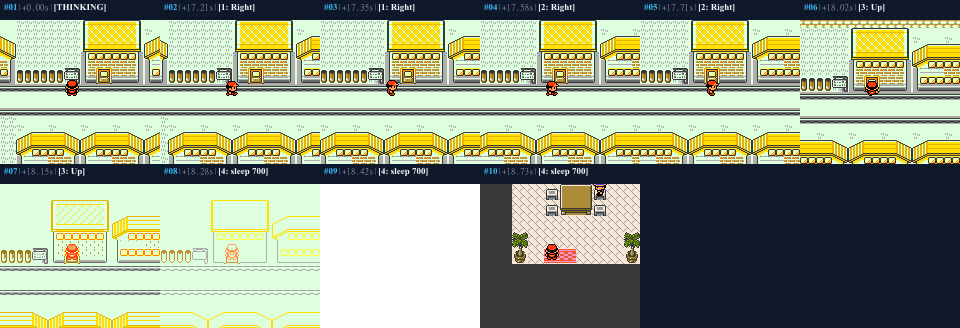 #01 | +0.00s | [THINKING]
#02 | +17.21s | [1: Right]
#03 | +17.35s | [1: Right]
#04 | +17.58s | [2: Right]
#05 | +17.71s | [2: Right]
#06 | +18.02s | [3: Up]
#07 | +18.15s | [3: Up]
#08 | +18.28s | [4: sleep 700]
#09 | +18.42s | [4: sleep 700]
#10 | +18.73s | [4: sleep 700]